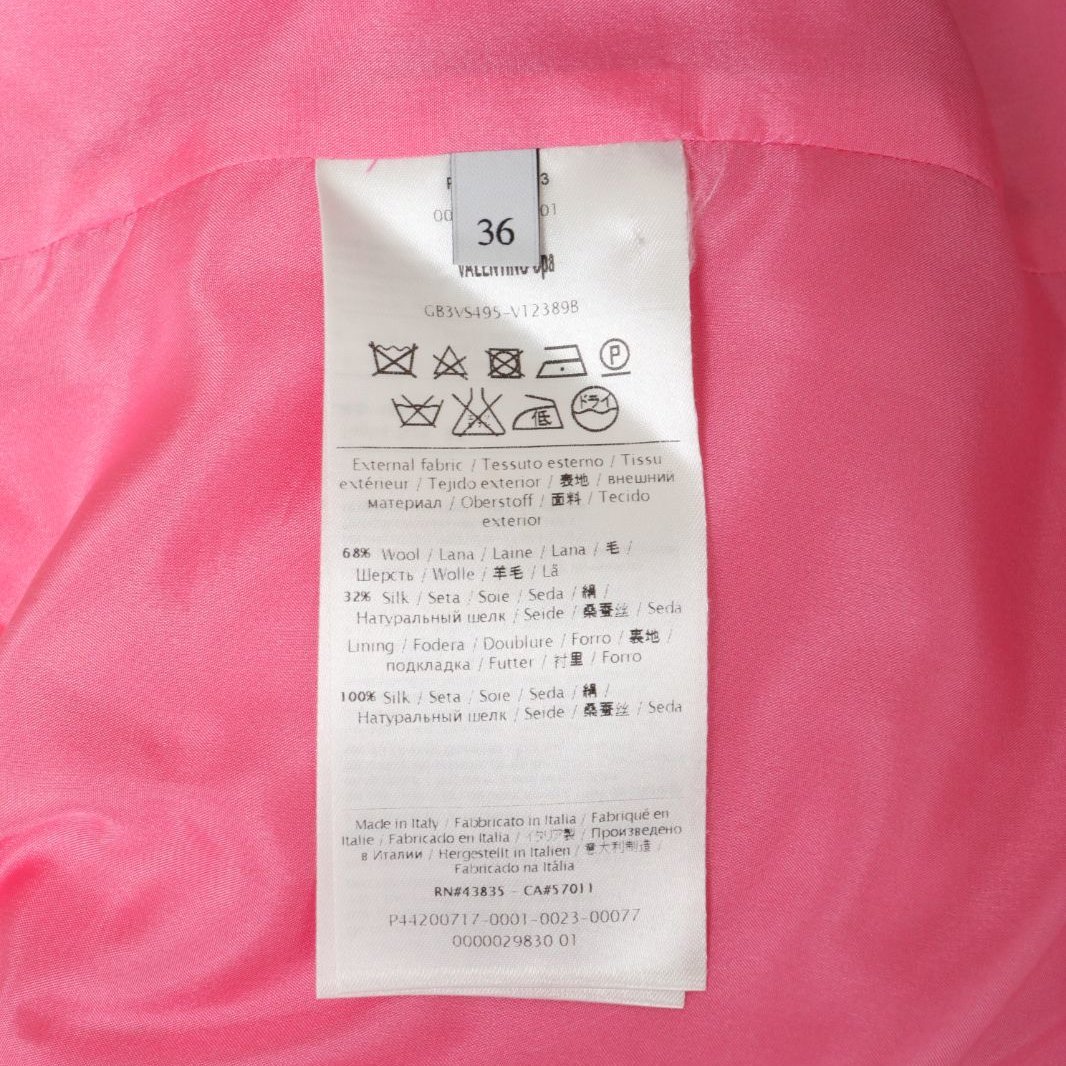 36
VALENTINO Spa
GB3VS495-V12389B
P
低
ドライ
External fabric / Tessuto esterno / Tissu
extérieur / Tejido exterior / 表地 / внешний
материал / Oberstoff / 面料 / Tecido
exterior
68% Wool / Lana / Laine / Lana / 毛 /
Шерсть / Wolle / 羊毛 / Lã
32% Silk / Seta / Soie / Seda / 絹 /
Натуральный шелк / Seide / 桑蚕丝 / Seda
Lining / Fodera / Doublure / Forro / 裏地 /
подкладка / Futter / 衬里 / Forro
100% Silk / Seta / Soie / Seda / 絹 /
Натуральный шелк / Seide / 桑蚕丝 / Seda
Made in Italy / Fabbricato in Italia / Fabriqué en
Italie / Fabricado en Italia / イタリア製 / Произведено
в Италии / Hergestellt in Italien / 意大利制造 /
Fabricado na Itália
RN#43835 - CA#57011
P44200717-0001-0023-00077
0000029830 01